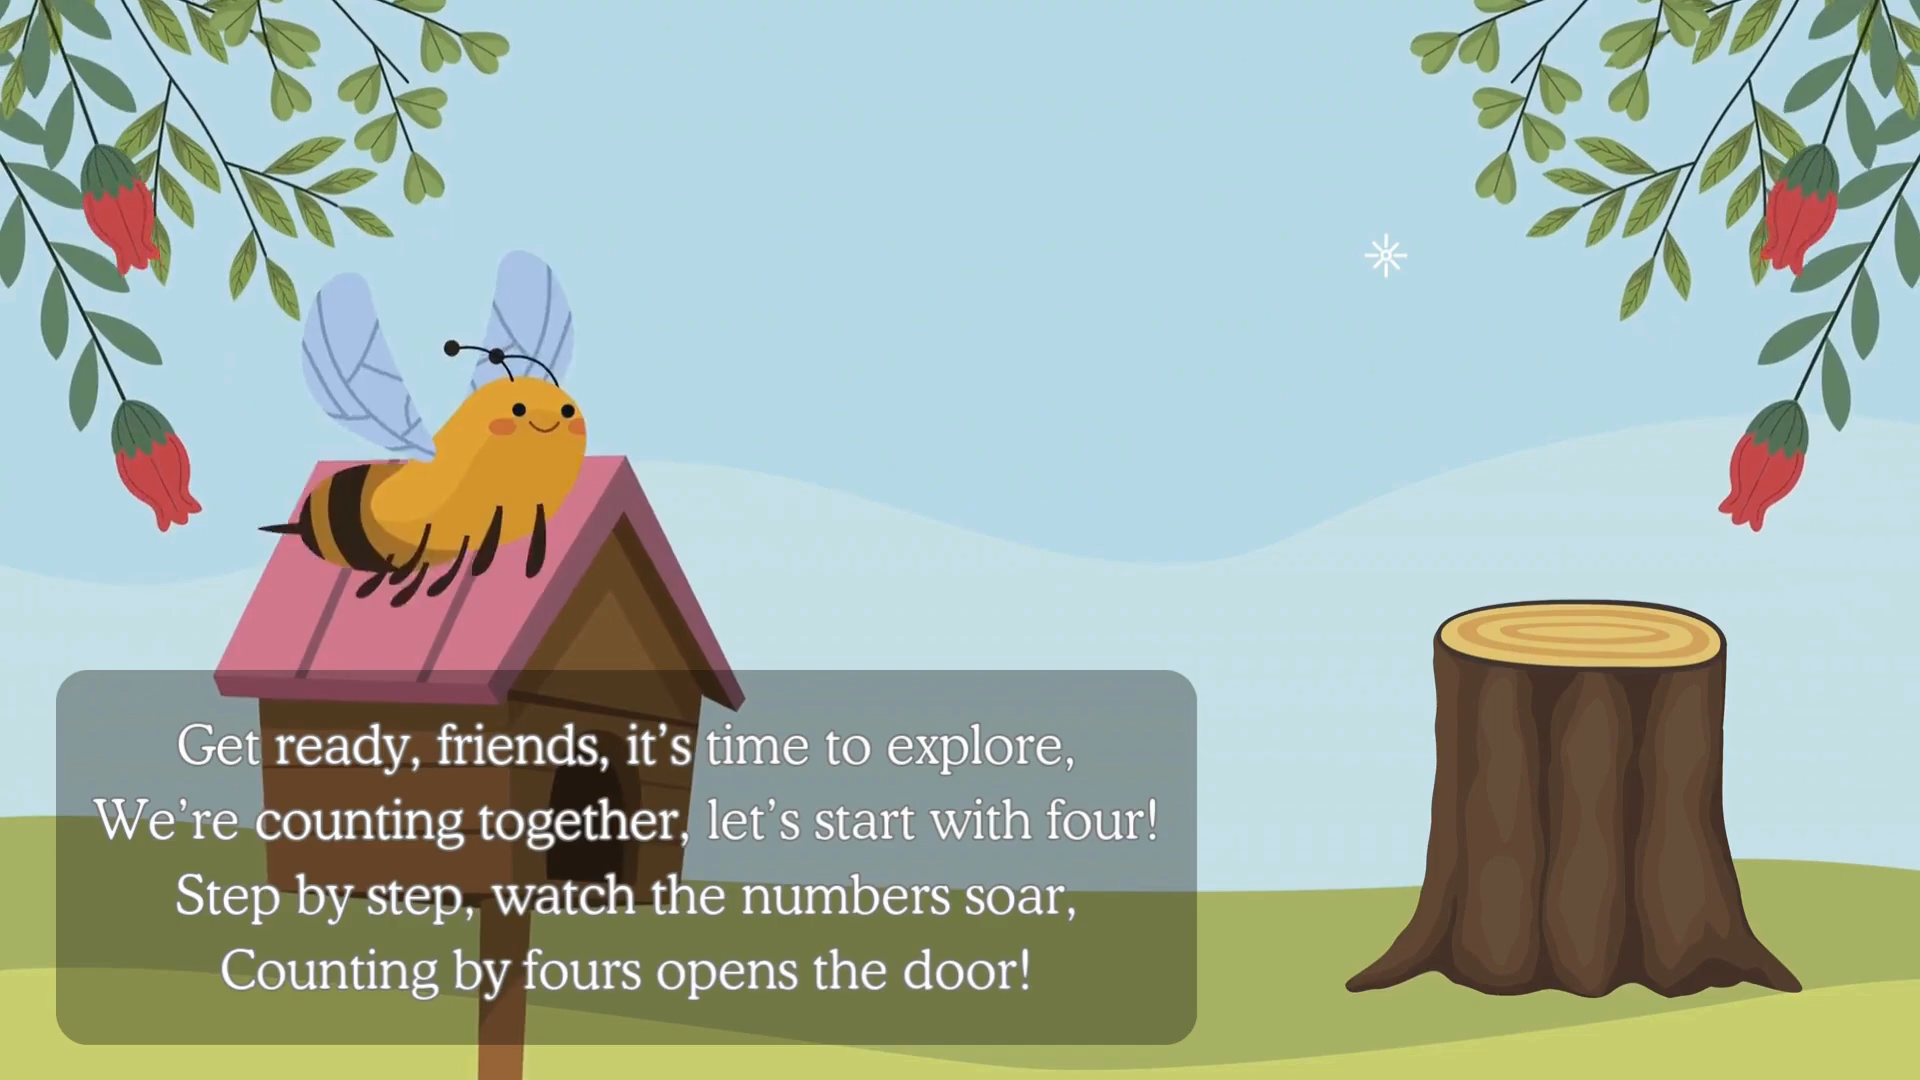 Get ready, friends, it’s time to explore,
We’re counting together, let’s start with four!
Step by step, watch the numbers soar,
Counting by fours opens the door!